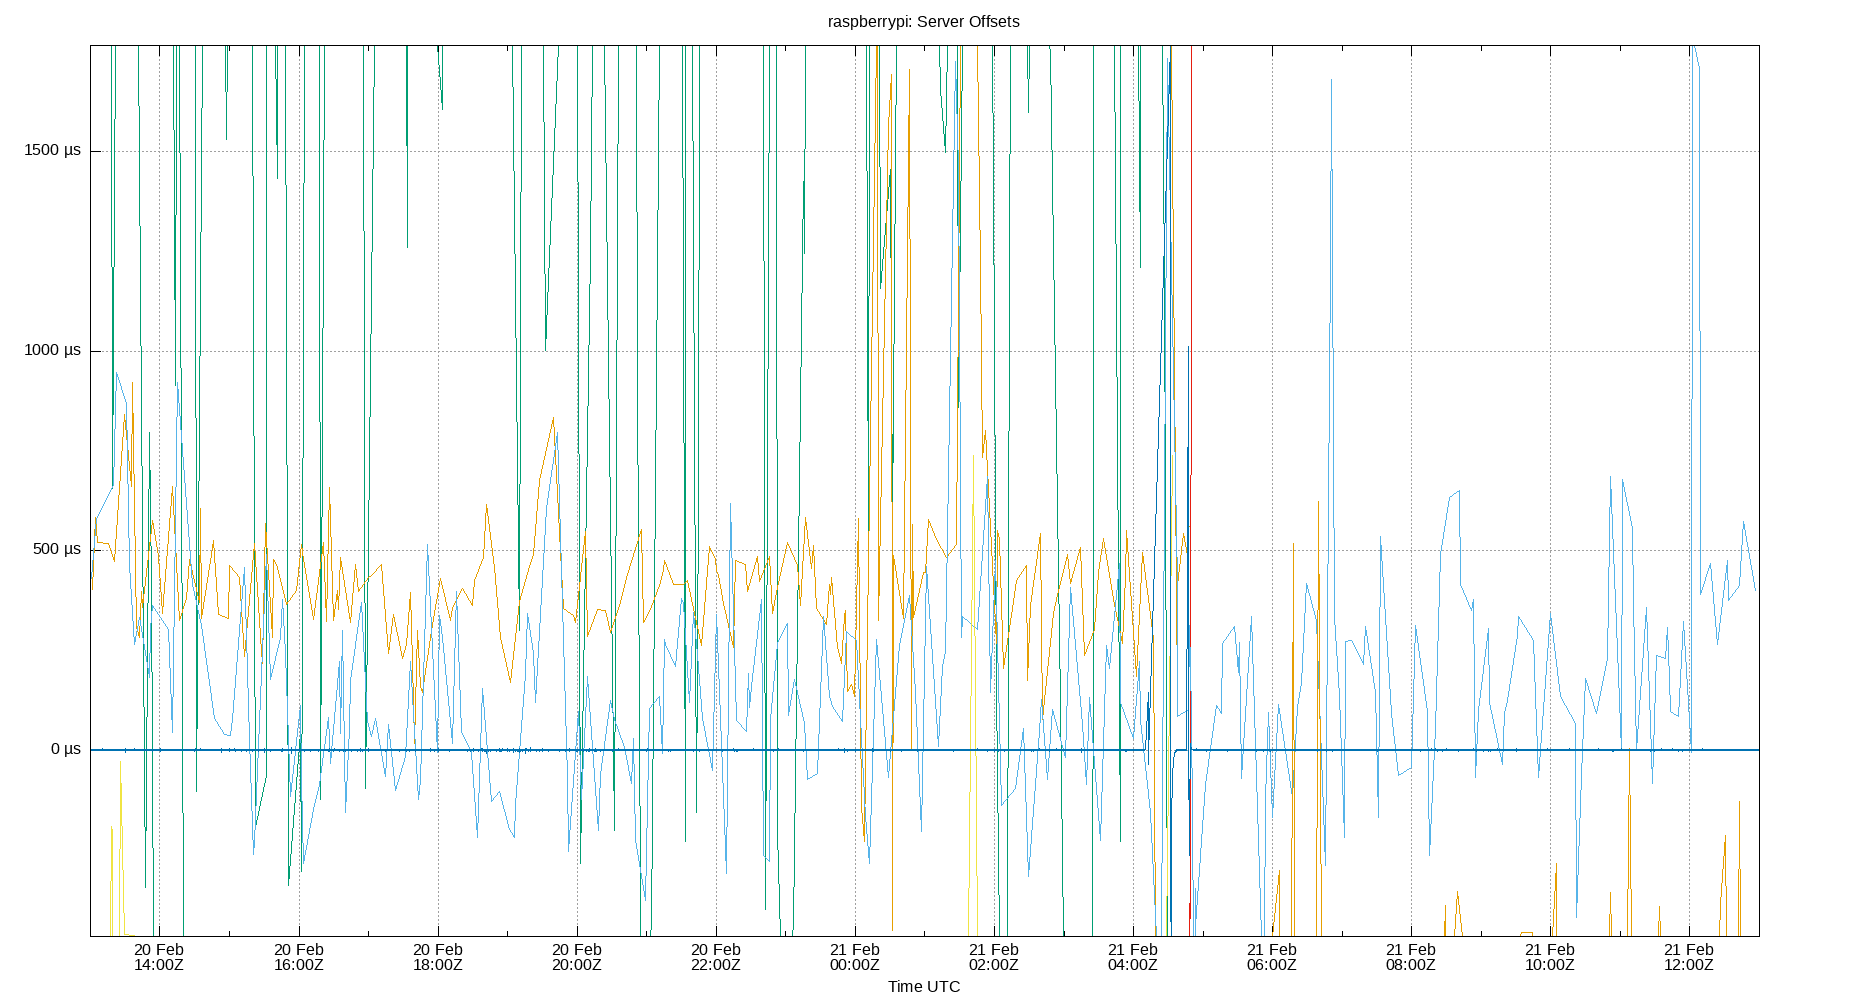 raspberrypi: Server Offsets
1500 µs
1000 µs
500 µs
0 µs
20 Feb 20 Feb 20 Feb 20 Feb 20 Feb 21 Feb 21 Feb 21 Feb 21 Feb 21 Feb 21 Feb 21 Feb
14:00Z 16:00Z 18:00Z 20:00Z 22:00Z 00:00Z 02:00Z 04:00Z 06:00Z 08:00Z 10:00Z 12:00Z
Time UTC